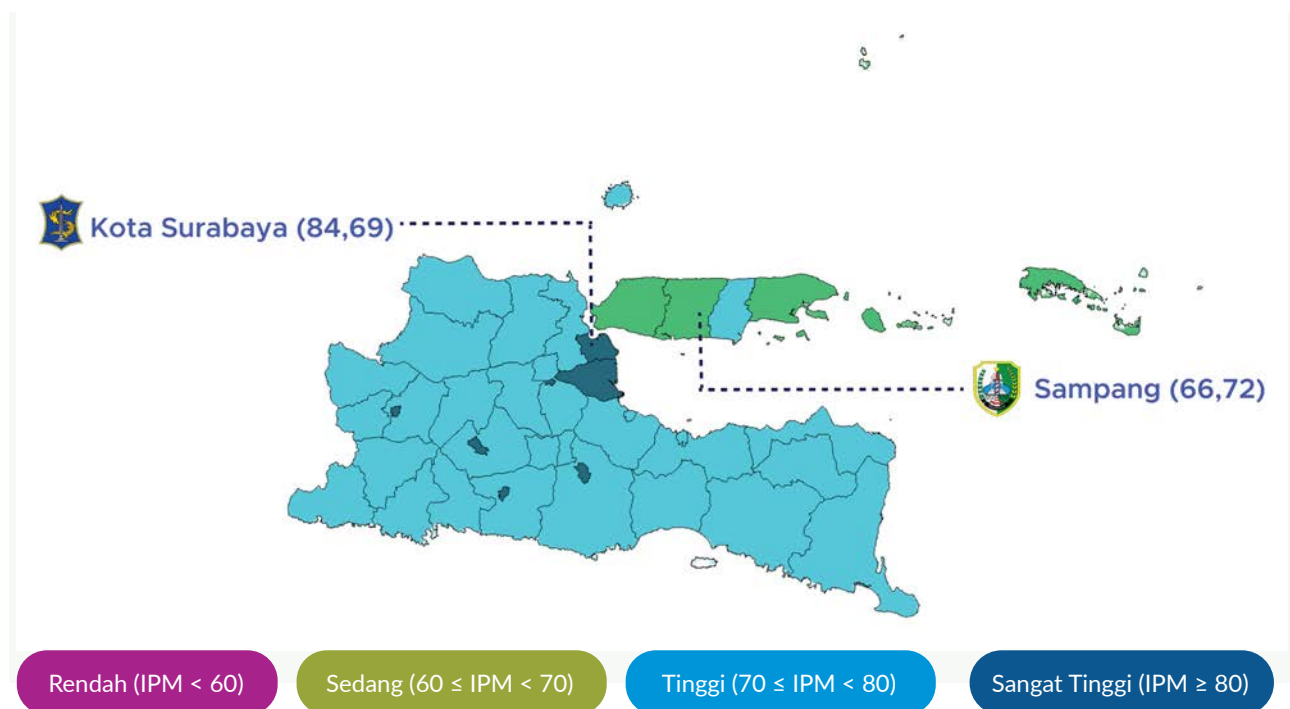 Kota Surabaya (84,69)
Sampang (66,72)
Rendah (IPM < 60)
Sedang (60 ≤ IPM < 70)
Tinggi (70 ≤ IPM < 80)
Sangat Tinggi (IPM ≥ 80)